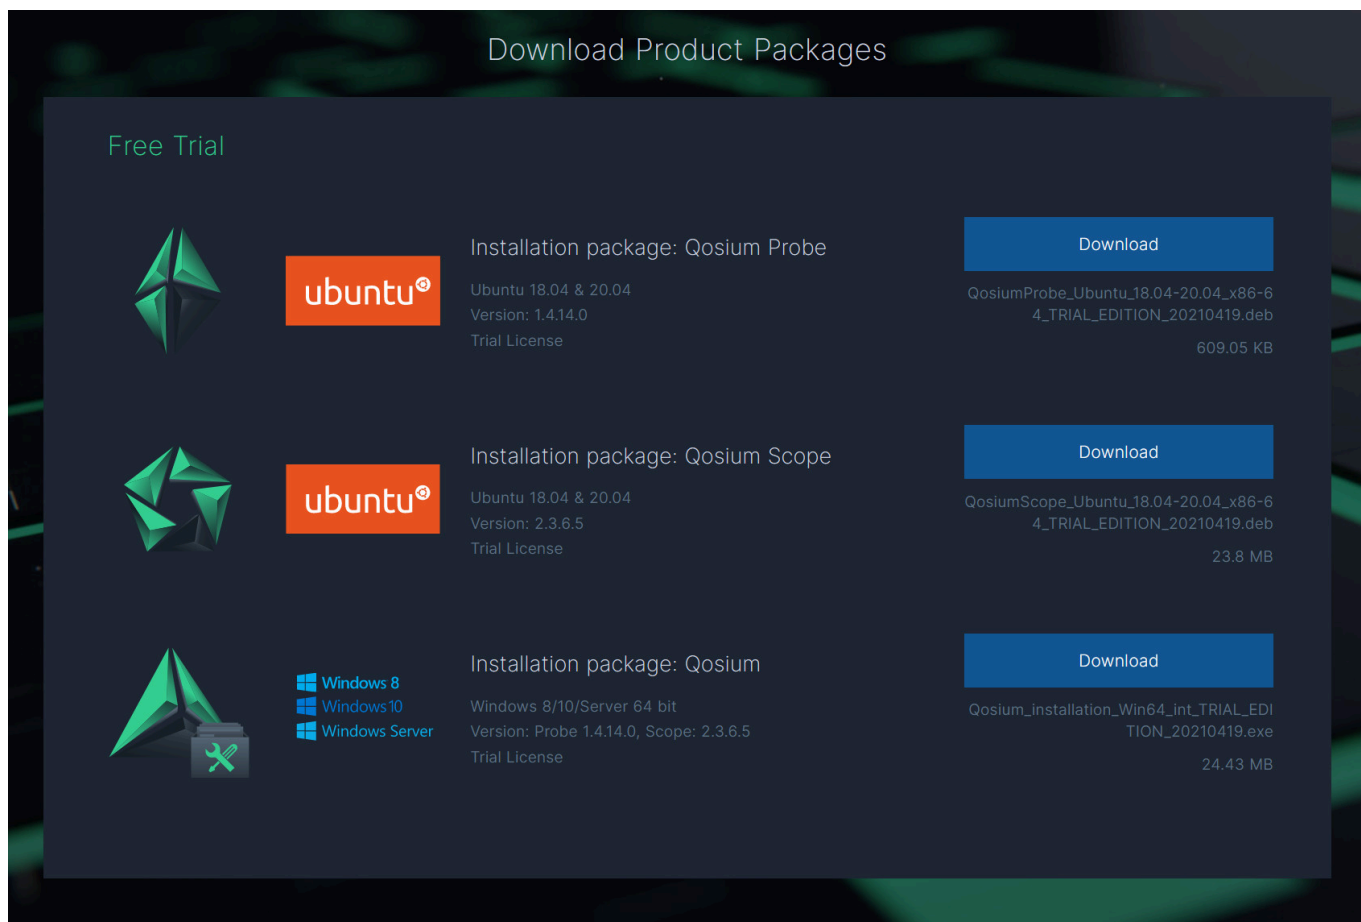 Download Product Packages
Free Trial
ubuntu
Installation package: Qosium Probe
Ubuntu 18.04 & 20.04
Version: 1.4.14.0
Trial License
Download
QosiumProbe_Ubuntu_18.04-20.04_x86-6
4_TRIAL_EDITION_20210419.deb
609.05 KB
ubuntu
Installation package: Qosium Scope
Ubuntu 18.04 & 20.04
Version: 2.3.6.5
Trial License
Download
QosiumScope_Ubuntu_18.04-20.04_x86-6
4_TRIAL_EDITION_20210419.deb
23.8 MB
Windows 8
Windows 10
Windows Server
Installation package: Qosium
Windows 8/10/Server 64 bit
Version: Probe 1.4.14.0, Scope: 2.3.6.5
Trial License
Download
Qosium_installation_Win64_int_TRIAL_EDI
TION_20210419.exe
24.43 MB